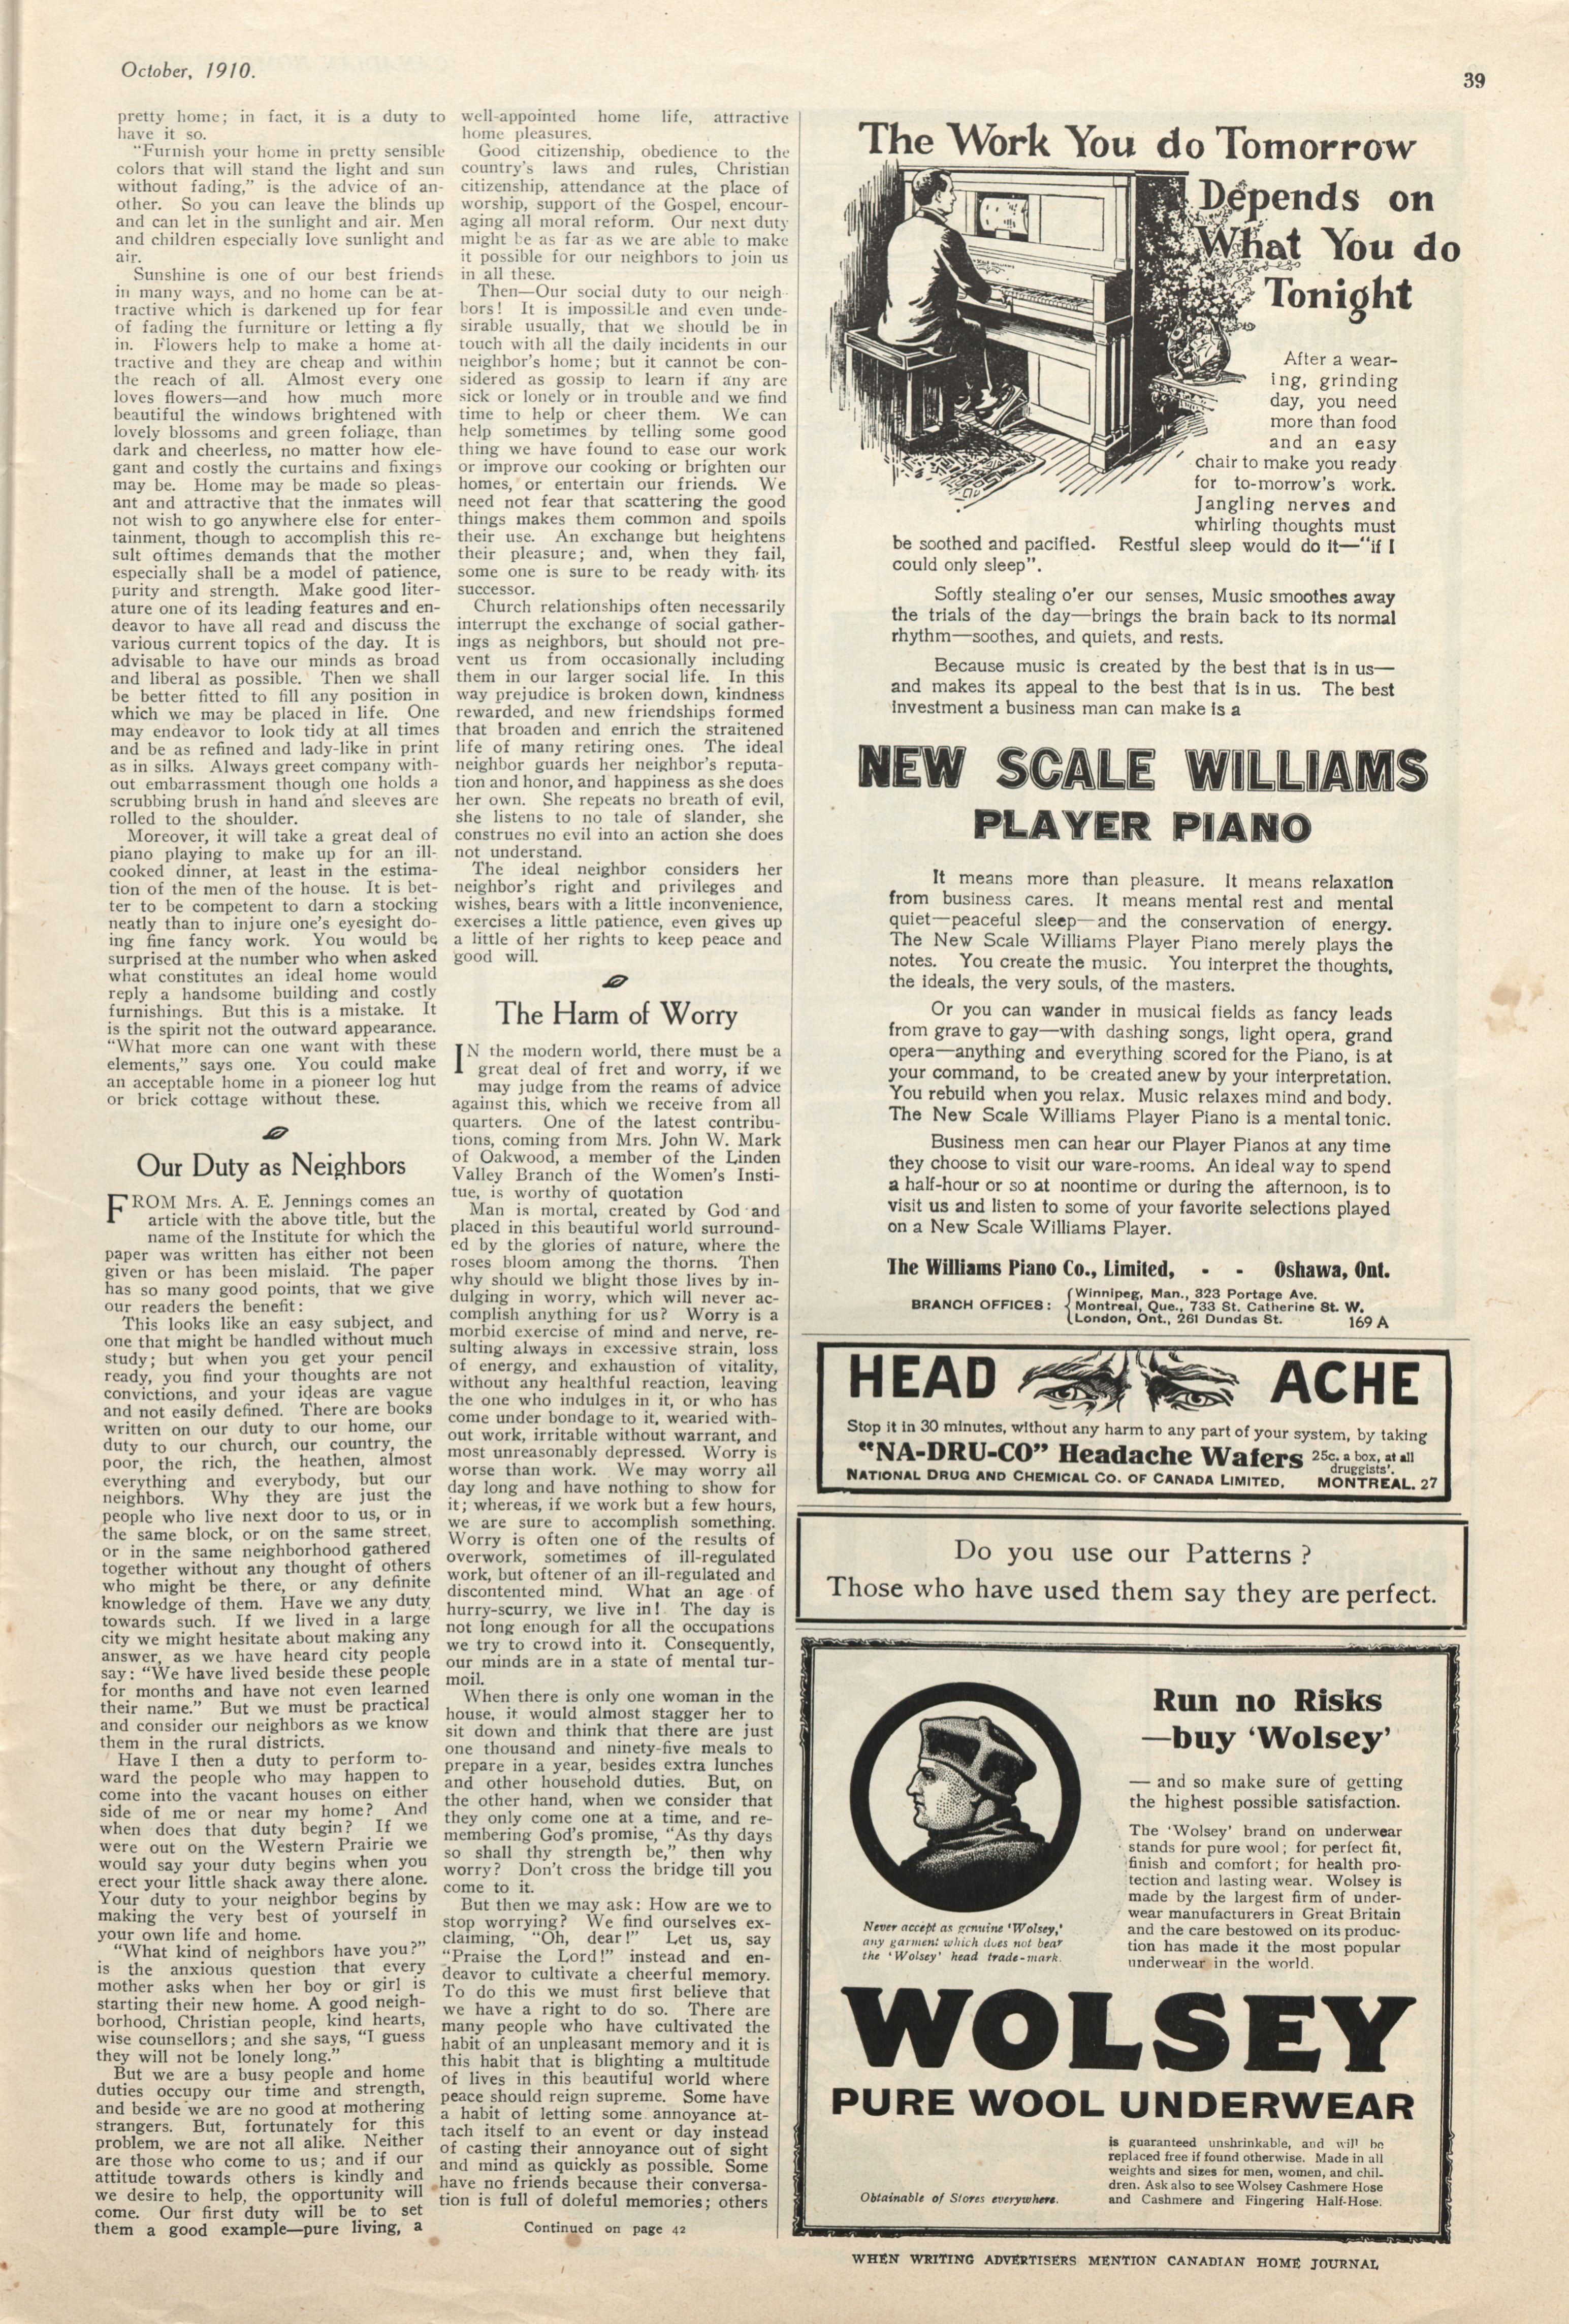 October, 1910.
39
pretty home; in fact, it is a duty to
have it so.
"Furnish your home in pretty sensible
colors that will stand the light and sun
without fading," is the advice of an-
other. So you can leave the blinds up
and can let in the sunlight and air. Men
and children especially love sunlight and
air.
Sunshine is one of our best friends
in many ways, and no home can be at-
tractive which is darkened up for fear
of fading the furniture or letting a fly
in. Flowers help to make a home at-
tractive and they are cheap and within
the reach of all. Almost every one
loves flowers—and how much more
beautiful the windows brightened with
lovely blossoms and green foliage, than
dark and cheerless, no matter how ele-
gant and costly the curtains and fixings
may be. Home may be made so pleas-
ant and attractive that the inmates will
not wish to go anywhere else for enter-
tainment, though to accomplish this re-
sult oftimes demands that the mother
especially shall be a model of patience,
purity and strength. Make good liter-
ature one of its leading features and en-
deavor to have all read and discuss the
various current topics of the day. It is
advisable to have our minds as broad
and liberal as possible. Then we shall
be better fitted to fill any position in
which we may be placed in life. One
may endeavor to look tidy at all times
and be as refined and lady-like in print
as in silks. Always greet company with-
out embarrassment though one holds a
scrubbing brush in hand and sleeves are
rolled to the shoulder.
Moreover, it will take a great deal of
piano playing to make up for an ill-
cooked dinner, at least in the estima-
tion of the men of the house. It is bet-
ter to be competent to darn a stocking
neatly than to injure one's eyesight do-
ing fine fancy work. You would be
surprised at the number who when asked
what constitutes an ideal home would
reply a handsome building and costly
furnishings. But this is a mistake. It
is the spirit not the outward appearance.
"What more can one want with these
elements," says one. You could make
an acceptable home in a pioneer log hut
or brick cottage without these.
Our Duty as Neighbors
FROM Mrs. A. E. Jennings comes an
article with the above title, but the
name of the Institute for which the
paper was written has either not been
given or has been mislaid. The paper
has so many good points, that we give
our readers the benefit:
This looks like an easy subject, and
one that might be handled without much
study; but when you get your pencil
ready, you find your thoughts are not
convictions, and your ideas are vague
and not easily defined. There are books
written on our duty to our home, our
duty to our church, our country, the
poor, the rich, the heathen, almost
everything and everybody, but our
neighbors. Why they are just the
people who live next door to us, or in
the same block, or on the same street,
or in the same neighborhood gathered
together without any thought of others
who might be there, or any definite
knowledge of them. Have we any duty
towards such. If we lived in a large
city we might hesitate about making any
answer, as we have heard city people
say: "We have lived beside these people
for months and have not even learned
their name." But we must be practical
and consider our neighbors as we know
them in the rural districts.
Have I then a duty to perform to-
ward the people who may happen to
come into the vacant houses on either
side of me or near my home? And
when does that duty begin? If we
were out on the Western Prairie we
would say your duty begins when you
erect your little shack away there alone.
Your duty to your neighbor begins by
making the very best of yourself in
your own life and home.
"What kind of neighbors have you?"
is the anxious question that every
mother asks when her boy or girl is
starting their new home. A good neigh-
borhood, Christian people, kind hearts,
wise counsellors; and she says, "I guess
they will not be lonely long."
But we are a busy people and home
duties occupy our time and strength,
and beside we are no good at mothering
strangers. But, fortunately for this
problem, we are not all alike. Neither
are those who come to us; and if our
attitude towards others is kindly and
we desire to help, the opportunity will
come. Our first duty will be to set
them a good example—pure living, a
well-appointed home life, attractive
home pleasures.
Good citizenship, obedience to the
country's laws and rules, Christian
citizenship, attendance at the place of
worship, support of the Gospel, encour-
aging all moral reform. Our next duty
might be as far as we are able to make
it possible for our neighbors to join us
in all these.
Then—Our social duty to our neigh-
bors! It is impossible and even unde-
sirable usually, that we should be in
touch with all the daily incidents in our
neighbor's home; but it cannot be con-
sidered as gossip to learn if any are
sick or lonely or in trouble and we find
time to help or cheer them. We can
help sometimes by telling some good
thing we have found to ease our work
or improve our cooking or brighten our
homes, or entertain our friends. We
need not fear that scattering the good
things makes them common and spoils
their use. An exchange but heightens
their pleasure; and, when they fail,
some one is sure to be ready with its
successor.
Church relationships often necessarily
interrupt the exchange of social gather-
ings as neighbors, but should not pre-
vent us from occasionally including
them in our larger social life. In this
way prejudice is broken down, kindness
rewarded, and new friendships formed
that broaden and enrich the straitened
life of many retiring ones. The ideal
neighbor guards her neighbor's reputa-
tion and honor, and happiness as she does
her own. She repeats no breath of evil,
she listens to no tale of slander, she
construes no evil into an action she does
not understand.
The ideal neighbor considers her
neighbor's right and privileges and
wishes, bears with a little inconvenience,
exercises a little patience, even gives up
a little of her rights to keep peace and
good will.
The Harm of Worry
IN the modern world, there must be a
great deal of fret and worry, if we
may judge from the reams of advice
against this, which we receive from all
quarters. One of the latest contribu-
tions, coming from Mrs. John W. Mark
of Oakwood, a member of the Linden
Valley Branch of the Women's Insti-
tue, is worthy of quotation
Man is mortal, created by God and
placed in this beautiful world surround-
ed by the glories of nature, where the
roses bloom among the thorns. Then
why should we blight those lives by in-
dulging in worry, which will never ac-
complish anything for us? Worry is a
morbid exercise of mind and nerve, re-
sulting always in excessive strain, loss
of energy, and exhaustion of vitality,
without any healthful reaction, leaving
the one who indulges in it, or who has
come under bondage to it, wearied with-
out work, irritable without warrant, and
most unreasonably depressed. Worry is
worse than work. We may worry all
day long and have nothing to show for
it; whereas, if we work but a few hours,
we are sure to accomplish something.
Worry is often one of the results of
overwork, sometimes of ill-regulated
work, but oftener of an ill-regulated and
discontented mind. What an age of
hurry-scurry, we live in! The day is
not long enough for all the occupations
we try to crowd into it. Consequently,
our minds are in a state of mental tur-
moil.
When there is only one woman in the
house, it would almost stagger her to
sit down and think that there are just
one thousand and ninety-five meals to
prepare in a year, besides extra lunches
and other household duties. But, on
the other hand, when we consider that
they only come one at a time, and re-
membering God's promise, "As thy days
so shall thy strength be," then why
worry? Don't cross the bridge till you
come to it.
But then we may ask: How are we to
stop worrying? We find ourselves ex-
claiming, "Oh, dear!" Let us, say
"Praise the Lord!" instead and en-
deavor to cultivate a cheerful memory.
To do this we must first believe that
we have a right to do so. There are
many people who have cultivated the
habit of an unpleasant memory and it is
this habit that is blighting a multitude
of lives in this beautiful world where
peace should reign supreme. Some have
a habit of letting some annoyance at-
tach itself to an event or day instead
of casting their annoyance out of sight
and mind as quickly as possible. Some
have no friends because their conversa-
tion is full of doleful memories; others
Continued on page 42
The Work You do Tomorrow
Depends on
What You do
Tonight
After a wear-
ing, grinding
day, you need
more than food
and an easy
chair to make you ready
for to-morrow's work.
Jangling nerves and
whirling thoughts must
be soothed and pacified. Restful sleep would do it—"if I
could only sleep".
Softly stealing o'er our senses, Music smoothes away
the trials of the day—brings the brain back to its normal
rhythm—soothes, and quiets, and rests.
Because music is created by the best that is in us—
and makes its appeal to the best that is in us. The best
investment a business man can make is a
NEW SCALE WILLIAMS
PLAYER PIANO
It means more than pleasure. It means relaxation
from business cares. It means mental rest and mental
quiet—peaceful sleep—and the conservation of energy.
The New Scale Williams Player Piano merely plays the
notes. You create the music. You interpret the thoughts,
the ideals, the very souls, of the masters.
Or you can wander in musical fields as fancy leads
from grave to gay—with dashing songs, light opera, grand
opera—anything and everything scored for the Piano, is at
your command, to be created anew by your interpretation.
You rebuild when you relax. Music relaxes mind and body.
The New Scale Williams Player Piano is a mental tonic.
Business men can hear our Player Pianos at any time
they choose to visit our ware-rooms. An ideal way to spend
a half-hour or so at noontime or during the afternoon, is to
visit us and listen to some of your favorite selections played
on a New Scale Williams Player.
The Williams Piano Co., Limited, - - Oshawa, Ont.
BRANCH OFFICES: Winnipeg, Man., 323 Portage Ave.
Montreal, Que., 733 St. Catherine St. W.
London, Ont., 261 Dundas St. 169 A
HEAD ACHE
Stop it in 30 minutes, without any harm to any part of your system, by taking
"NA-DRU-CO" Headache Wafers 25c. a box, at all
druggists'.
NATIONAL DRUG AND CHEMICAL CO. OF CANADA LIMITED, MONTREAL. 27
Do you use our Patterns?
Those who have used them say they are perfect.
Run no Risks
—buy 'Wolsey'
— and so make sure of getting
the highest possible satisfaction.
The 'Wolsey' brand on underwear
stands for pure wool; for perfect fit,
finish and comfort; for health pro-
tection and lasting wear. Wolsey is
made by the largest firm of under-
wear manufacturers in Great Britain
and the care bestowed on its produc-
tion has made it the most popular
underwear in the world.
Never accept as genuine 'Wolsey,'
any garment which does not bear
the 'Wolsey' head trade-mark.
WOLSEY
PURE WOOL UNDERWEAR
is guaranteed unshrinkable, and will be
replaced free if found otherwise. Made in all
weights and sizes for men, women, and chil-
dren. Ask also to see Wolsey Cashmere Hose
and Cashmere and Fingering Half-Hose.
Obtainable of Stores everywhere.
WHEN WRITING ADVERTISERS MENTION CANADIAN HOME JOURNAL